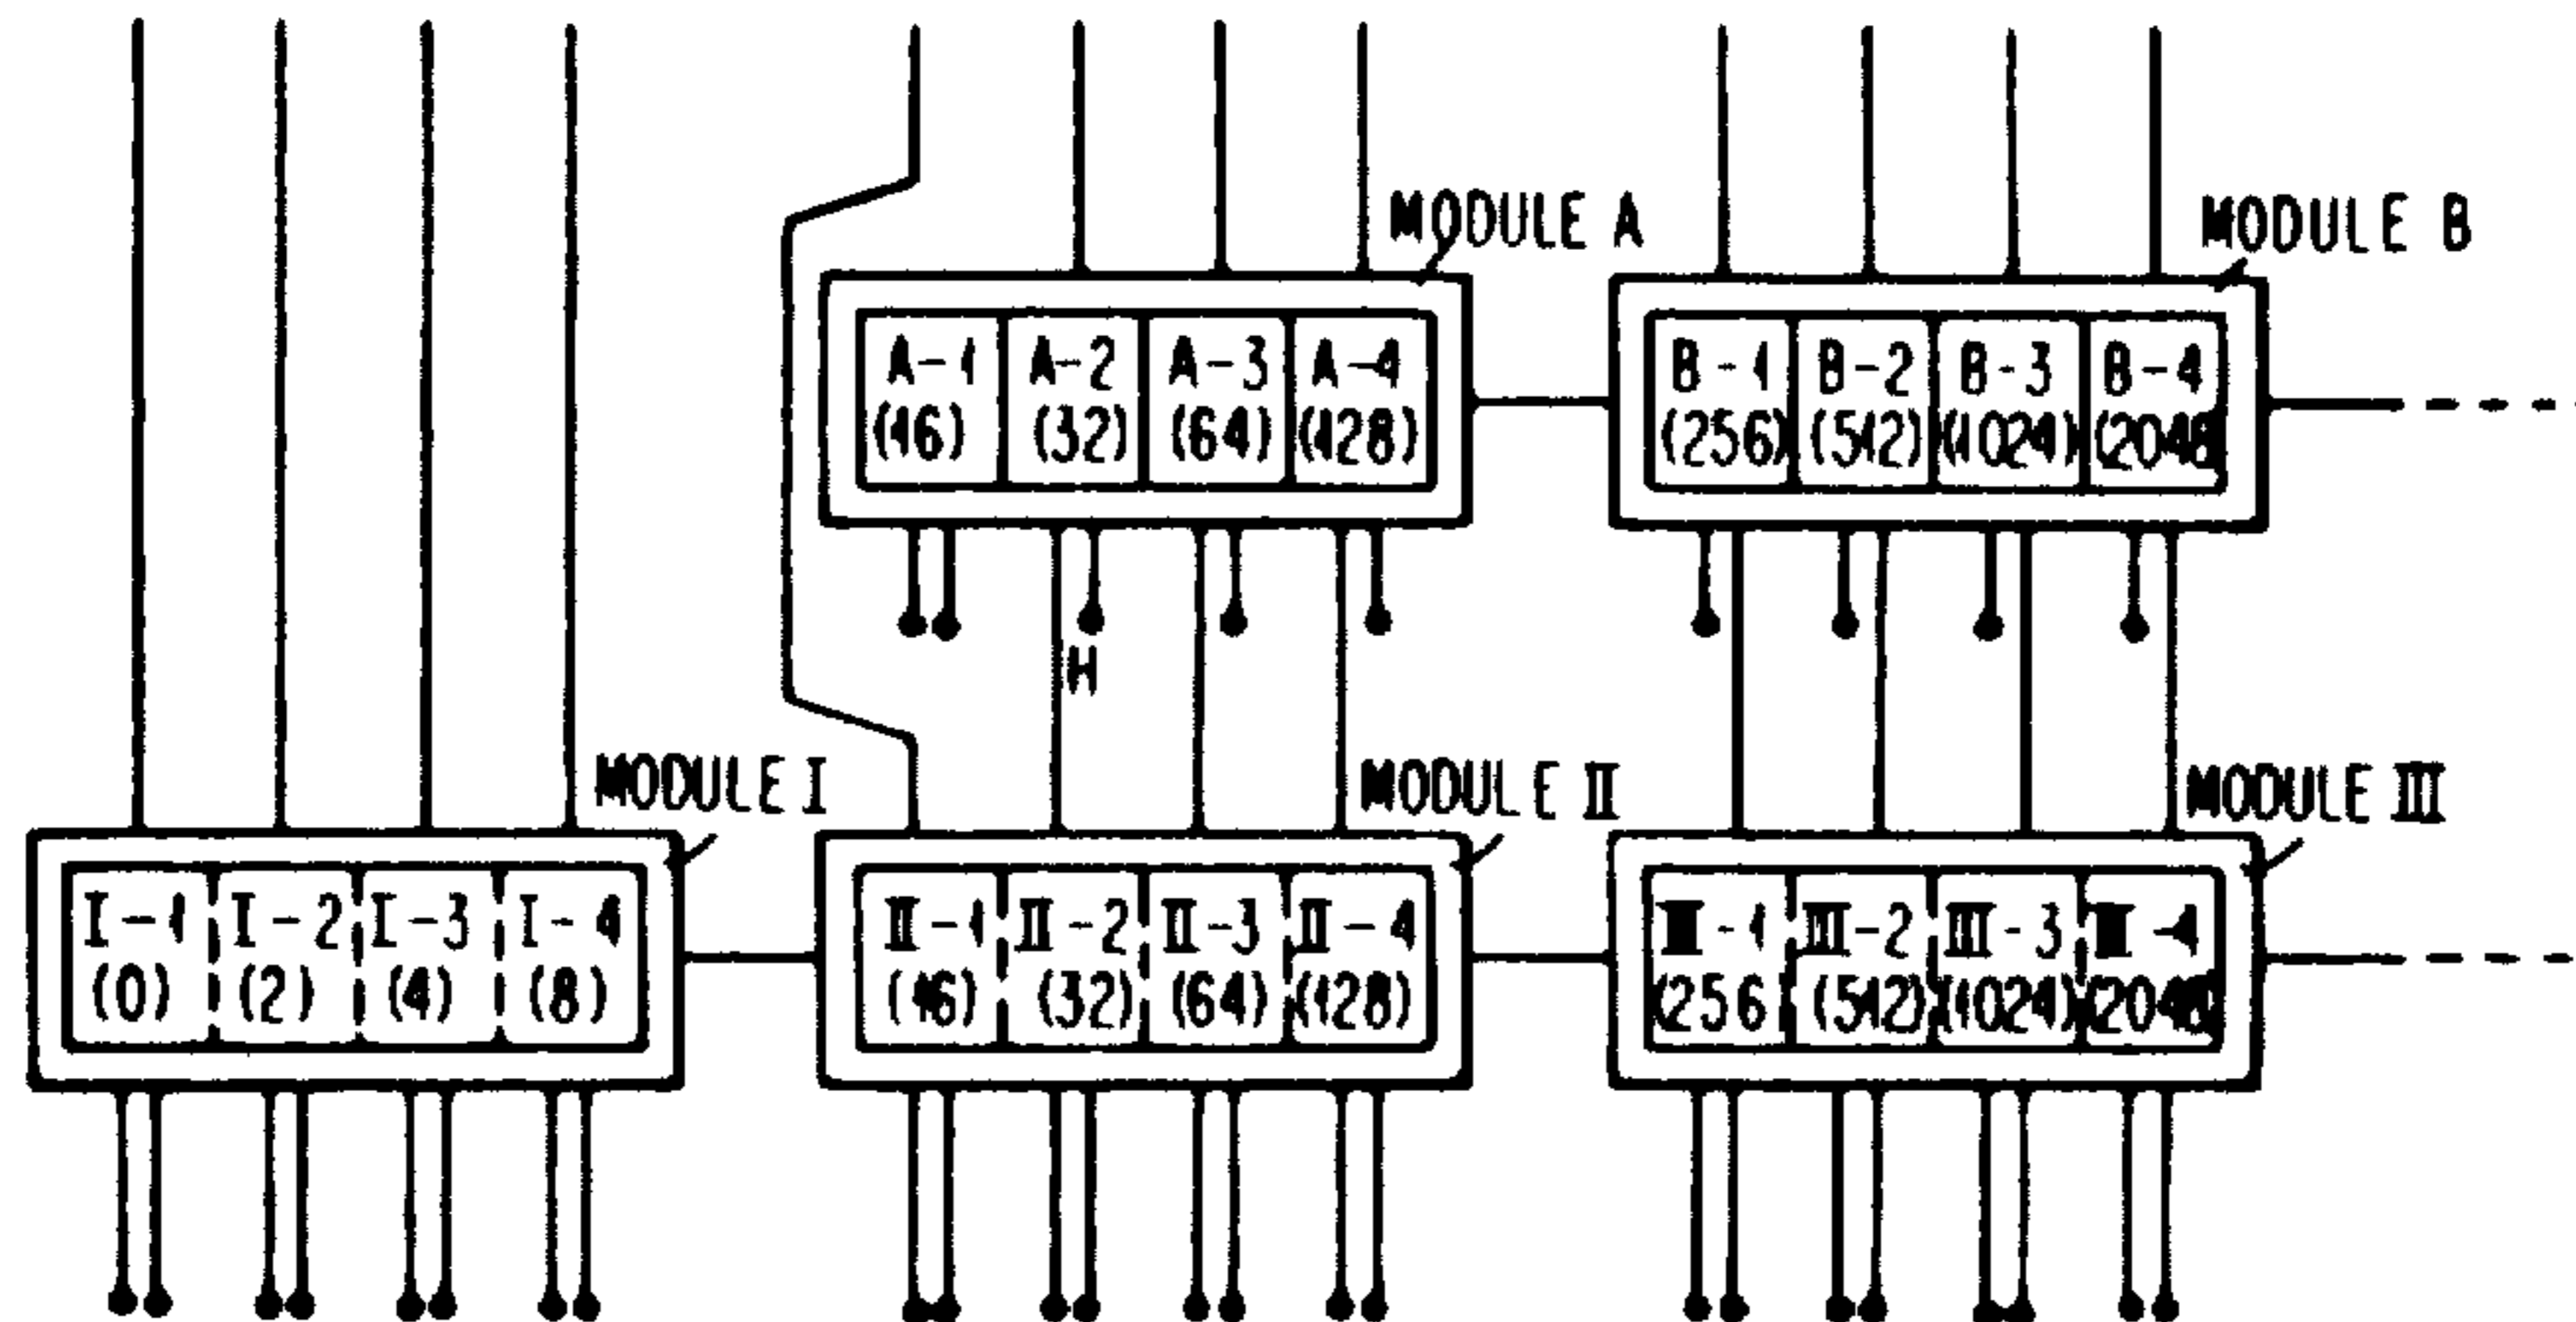 MODULE A
MODULE B
A-1 A-2 A-3 A-4
(16) (32) (64) (128)
B-1 B-2 B-3 B-4
(256) (512) (1024) (2048)
H
MODULE I
MODULE II
MODULE III
I-1 I-2 I-3 I-4
(0) (2) (4) (8)
II-1 II-2 II-3 II-4
(16) (32) (64) (128)
III-1 III-2 III-3 III-4
(256 (512) (1024) (2048)